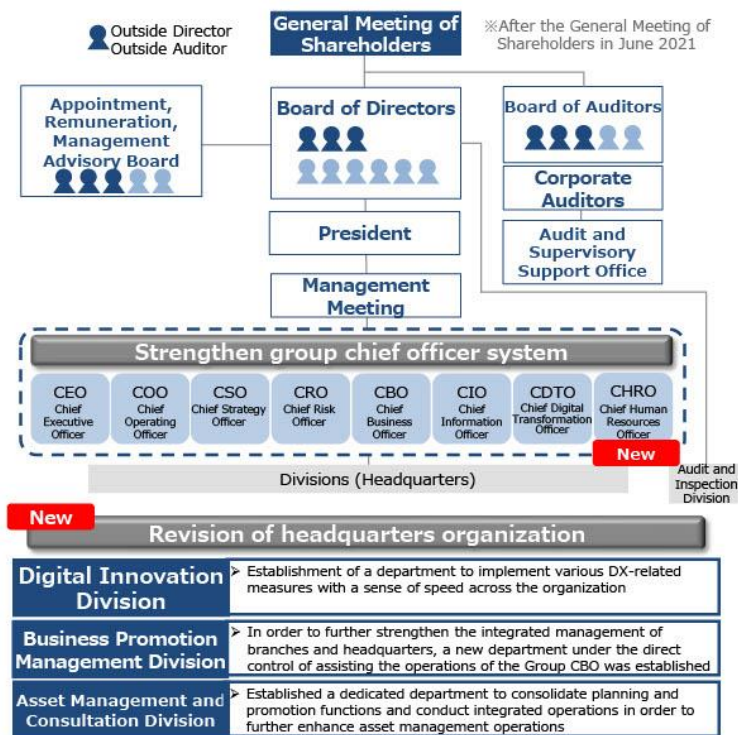 Outside Director
Outside Auditor
General Meeting of
Shareholders
※After the General Meeting of
Shareholders in June 2021
Appointment,
Remuneration,
Management
Advisory Board
Board of Directors
Board of Auditors
Corporate
Auditors
President
Audit and
Supervisory
Support Office
Management
Meeting
Strengthen group chief officer system
CEO
Chief
Executive
Officer
COO
Chief
Operating
Officer
CSO
Chief Strategy
Officer
CRO
Chief Risk
Officer
CBO
Chief
Business
Officer
CIO
Chief
Information
Officer
CDTO
Chief Digital
Transformation
Officer
CHRO
Chief Human
Resources
Officer
New
Divisions (Headquarters)
Audit and
Inspection
Division
New
Revision of headquarters organization
Digital Innovation
Division
➢ Establishment of a department to implement various DX-related
measures with a sense of speed across the organization
Business Promotion
Management Division
➢ In order to further strengthen the integrated management of
branches and headquarters, a new department under the direct
control of assisting the operations of the Group CBO was established
Asset Management and
Consultation Division
➢ Established a dedicated department to consolidate planning and
promotion functions and conduct integrated operations in order to
further enhance asset management operations